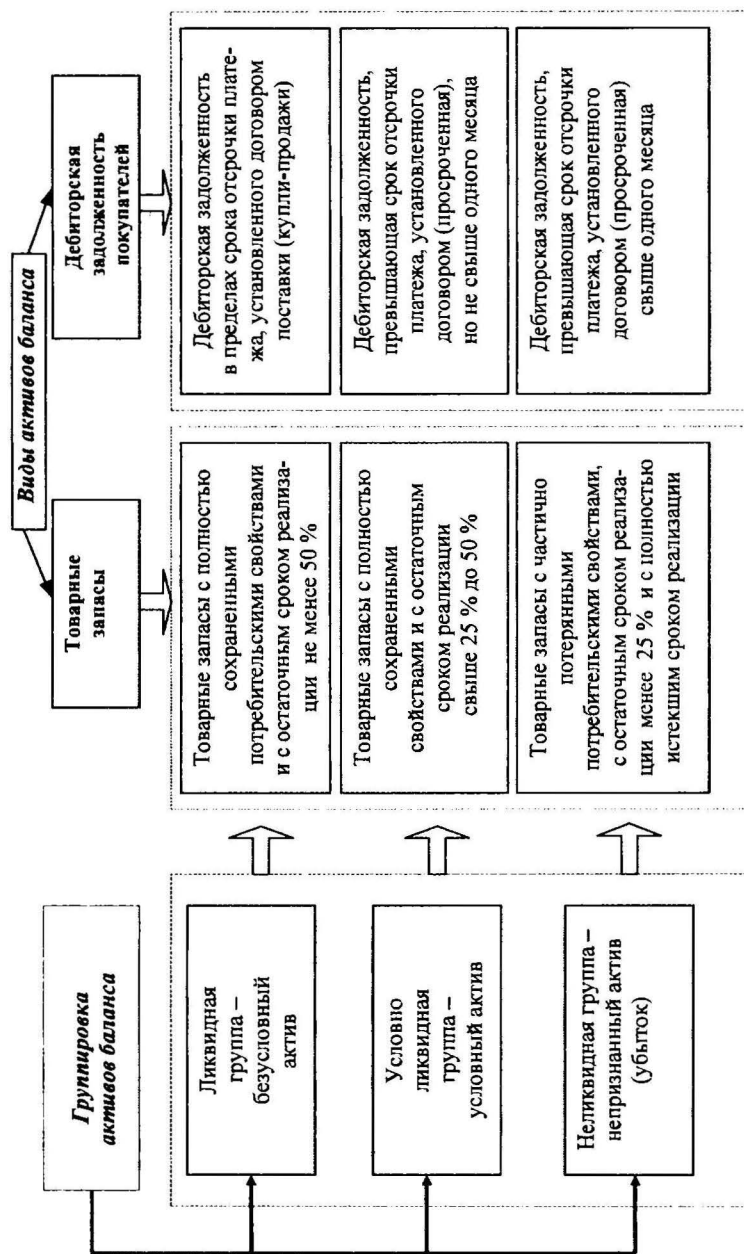 Виды активов баланса
Группировка
активов баланса
Товарные
запасы
Дебиторская
задолженность
покупателей
Ликвидная
группа –
безусловный
актив
Товарные запасы с полностью
сохраненными
потребительскими свойствами
и с остаточным сроком реализа-
ции не менее 50 %
Дебиторская задолженность
в пределах срока отсрочки плате-
жа, установленного договором
поставки (купли-продажи)
Условно
ликвидная
группа –
условный актив
Товарные запасы с полностью
сохраненными
свойствами и с остаточным
сроком реализации
свыше 25 % до 50 %
Дебиторская задолженность,
превышающая срок отсрочки
платежа, установленного
договором (просроченная),
но не свыше одного месяца
Неликвидная группа –
непризнанный актив
(убыток)
Товарные запасы с частично
потерянными
потребительскими свойствами,
с остаточным сроком реализа-
ции менее 25 % и с полностью
истекшим сроком реализации
Дебиторская задолженность,
превышающая срок отсрочки
платежа, установленного
договором (просроченная)
свыше одного месяца